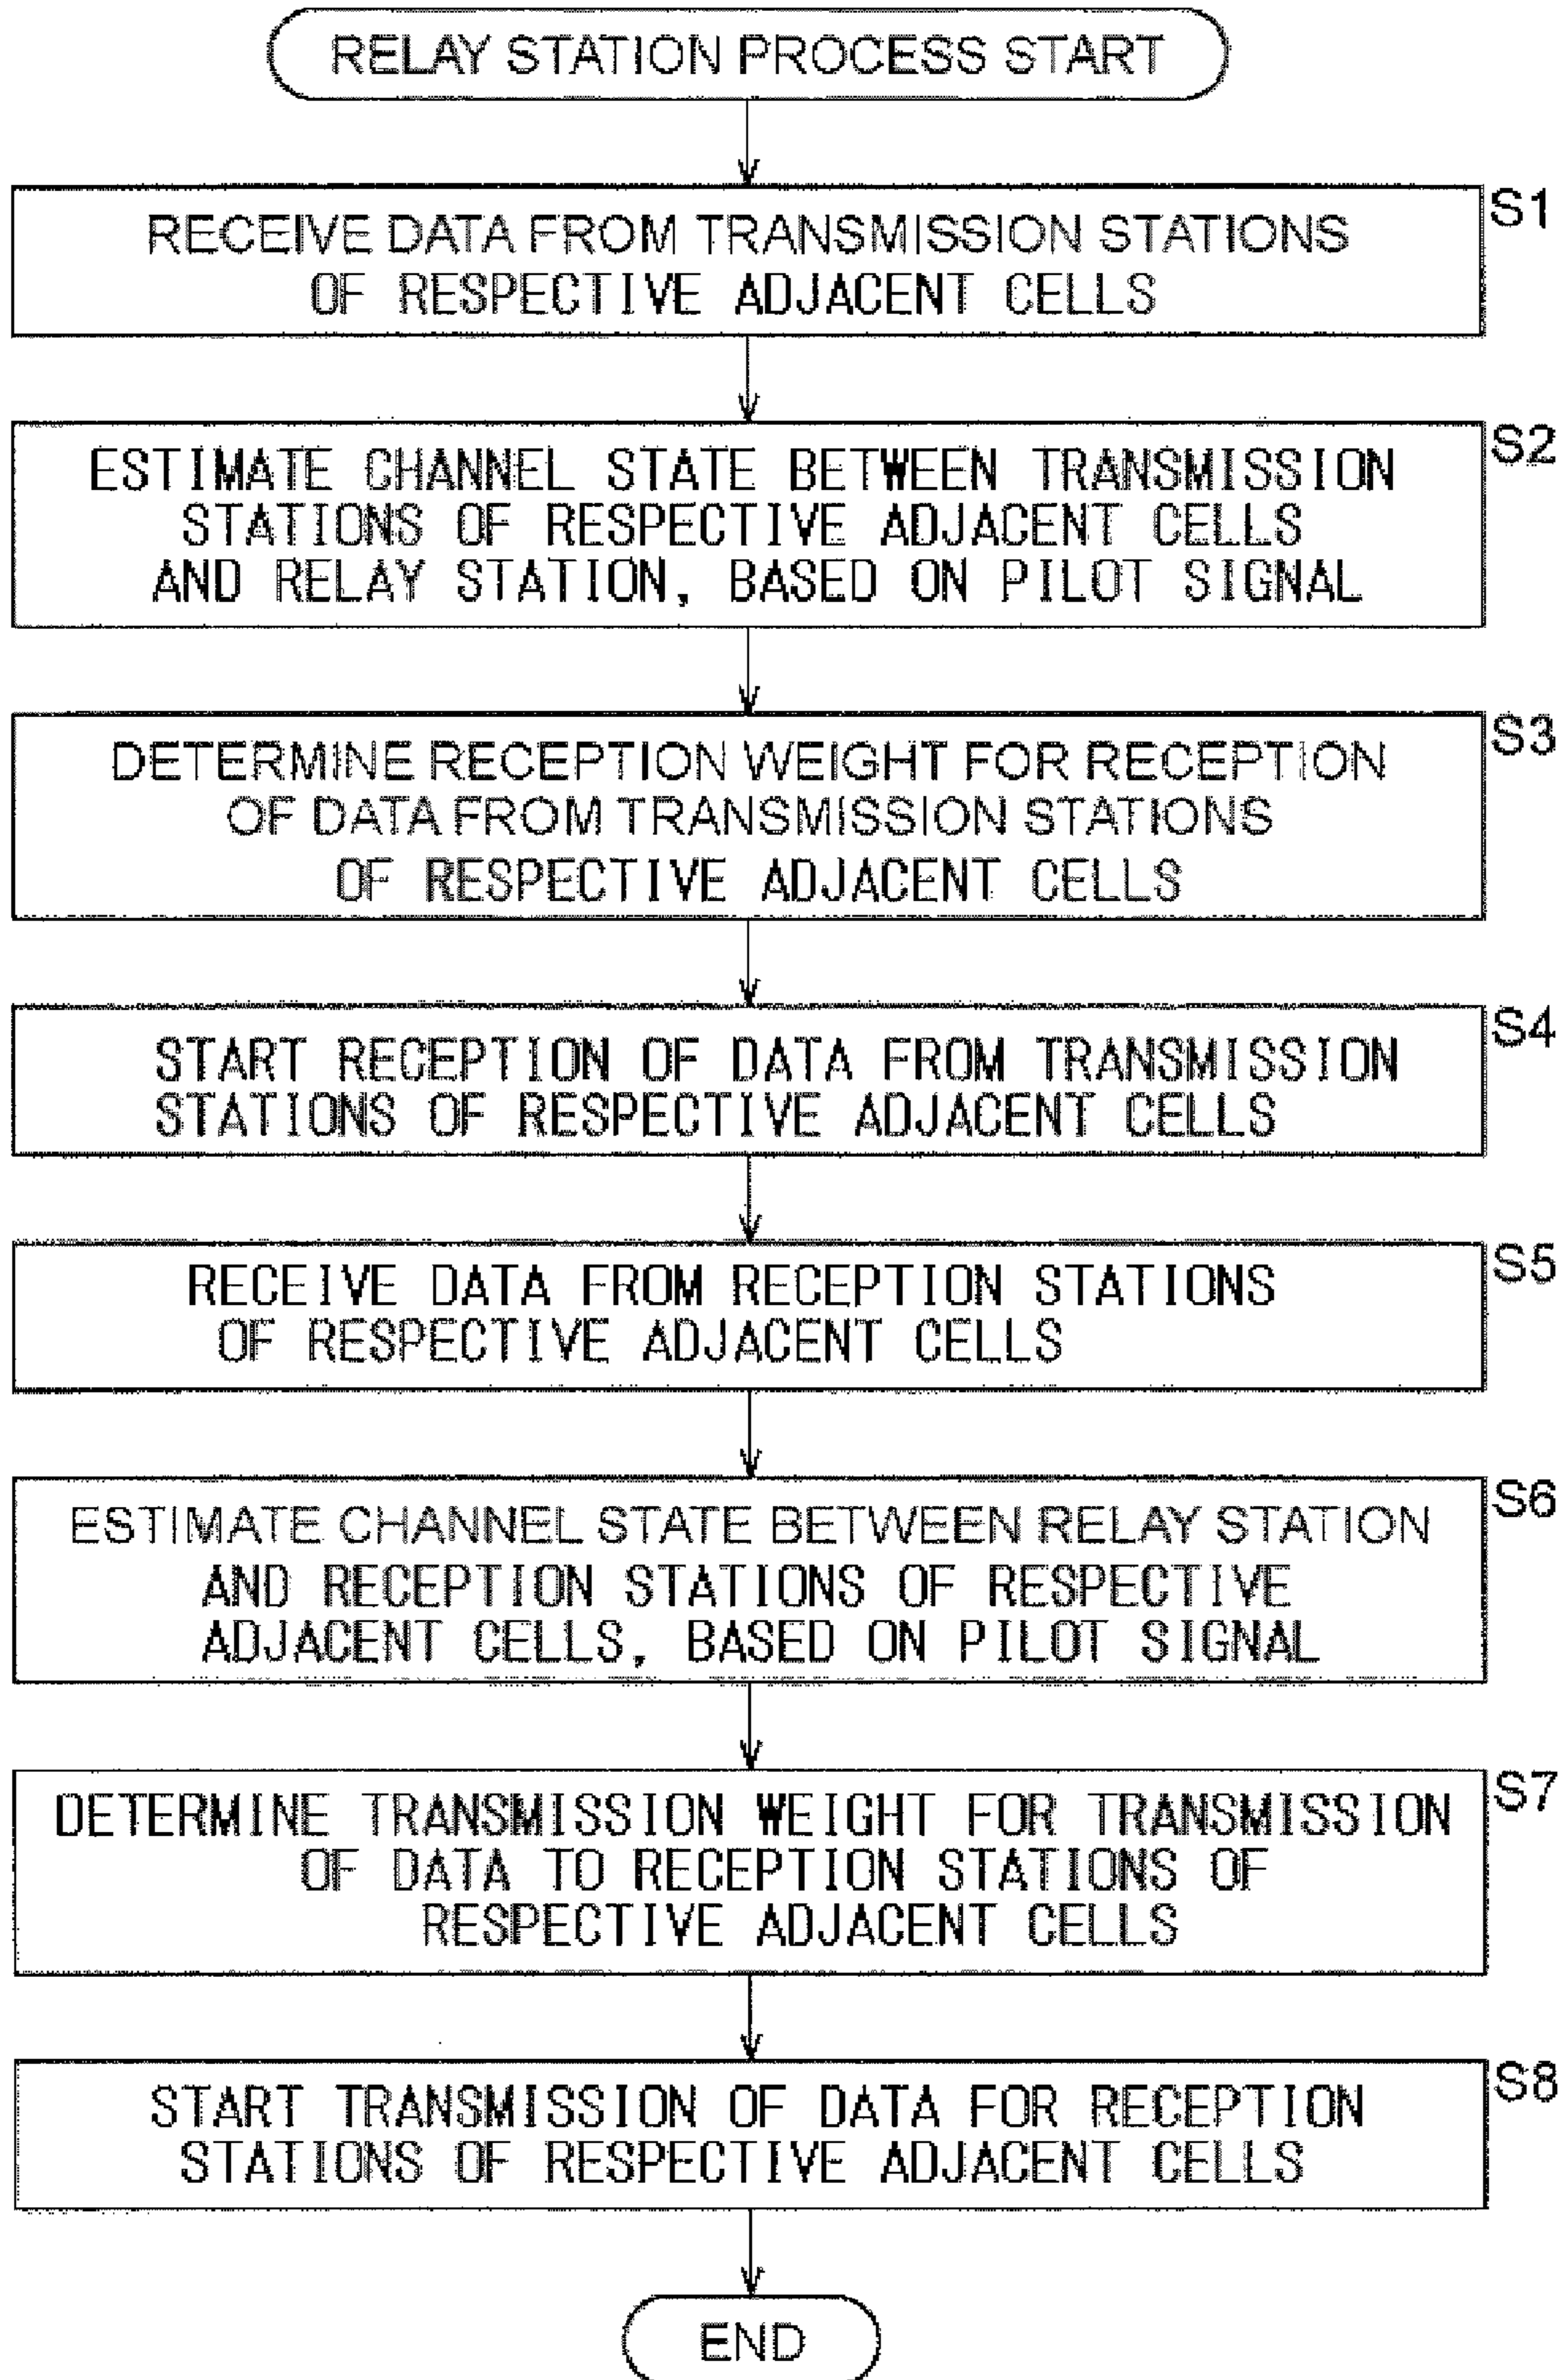 RELAY STATION PROCESS START
S1
RECEIVE DATA FROM TRANSMISSION STATIONS
OF RESPECTIVE ADJACENT CELLS
S2
ESTIMATE CHANNEL STATE BETWEEN TRANSMISSION
STATIONS OF RESPECTIVE ADJACENT CELLS
AND RELAY STATION, BASED ON PILOT SIGNAL
S3
DETERMINE RECEPTION WEIGHT FOR RECEPTION
OF DATA FROM TRANSMISSION STATIONS
OF RESPECTIVE ADJACENT CELLS
S4
START RECEPTION OF DATA FROM TRANSMISSION
STATIONS OF RESPECTIVE ADJACENT CELLS
S5
RECEIVE DATA FROM RECEPTION STATIONS
OF RESPECTIVE ADJACENT CELLS
S6
ESTIMATE CHANNEL STATE BETWEEN RELAY STATION
AND RECEPTION STATIONS OF RESPECTIVE
ADJACENT CELLS, BASED ON PILOT SIGNAL
S7
DETERMINE TRANSMISSION WEIGHT FOR TRANSMISSION
OF DATA TO RECEPTION STATIONS OF
RESPECTIVE ADJACENT CELLS
S8
START TRANSMISSION OF DATA FOR RECEPTION
STATIONS OF RESPECTIVE ADJACENT CELLS
END